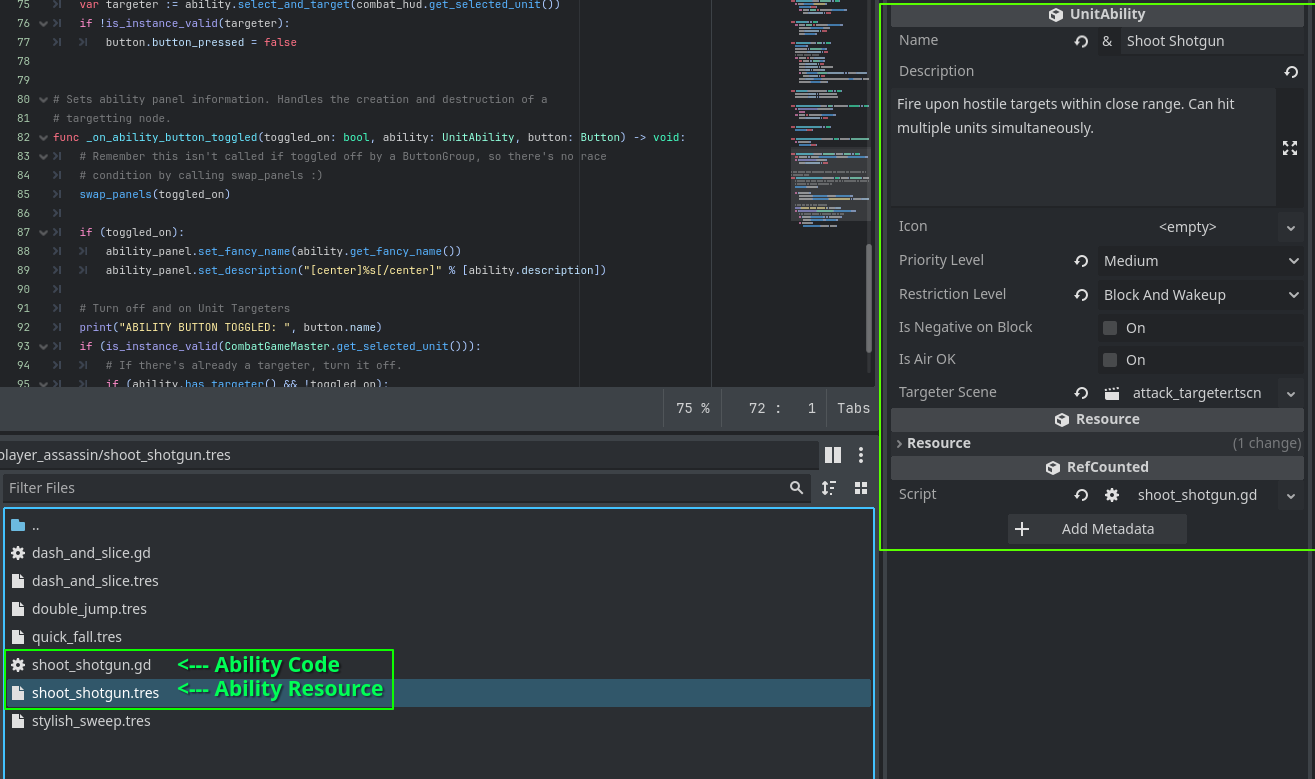 75 var targeter := ability.select_and_target(combat_hud.get_selected_unit())
76 if !is_instance_valid(targeter):
77 button.button_pressed = false
78
79
80 # Sets ability panel information. Handles the creation and destruction of a
81 # targetting node.
82 func _on_ability_button_toggled(toggled_on: bool, ability: UnitAbility, button: Button) -> void:
83 # Remember this isn't called if toggled off by a ButtonGroup, so there's no race
84 # condition by calling swap_panels :)
85 swap_panels(toggled_on)
86
87 if (toggled_on):
88 ability_panel.set_fancy_name(ability.get_fancy_name())
89 ability_panel.set_description("[center]%s[/center]" % [ability.description])
90
91 # Turn off and on Unit Targeters
92 print("ABILITY BUTTON TOGGLED: ", button.name)
93 if (is_instance_valid(CombatGameMaster.get_selected_unit())):
94 # If there's already a targeter, turn it off.
95 if (ability.has_targeter() && !toggled_on):
75 % 72 : 1 Tabs
player_assassin/shoot_shotgun.tres
Filter Files
..
dash_and_slice.gd
dash_and_slice.tres
double_jump.tres
quick_fall.tres
shoot_shotgun.gd <--- Ability Code
shoot_shotgun.tres <--- Ability Resource
stylish_sweep.tres
UnitAbility
Name & Shoot Shotgun
Description
Fire upon hostile targets within close range. Can hit
multiple units simultaneously.
Icon <empty>
Priority Level Medium
Restriction Level Block And Wakeup
Is Negative on Block On
Is Air OK On
Targeter Scene attack_targeter.tscn
Resource
Resource (1 change)
RefCounted
Script shoot_shotgun.gd
Add Metadata